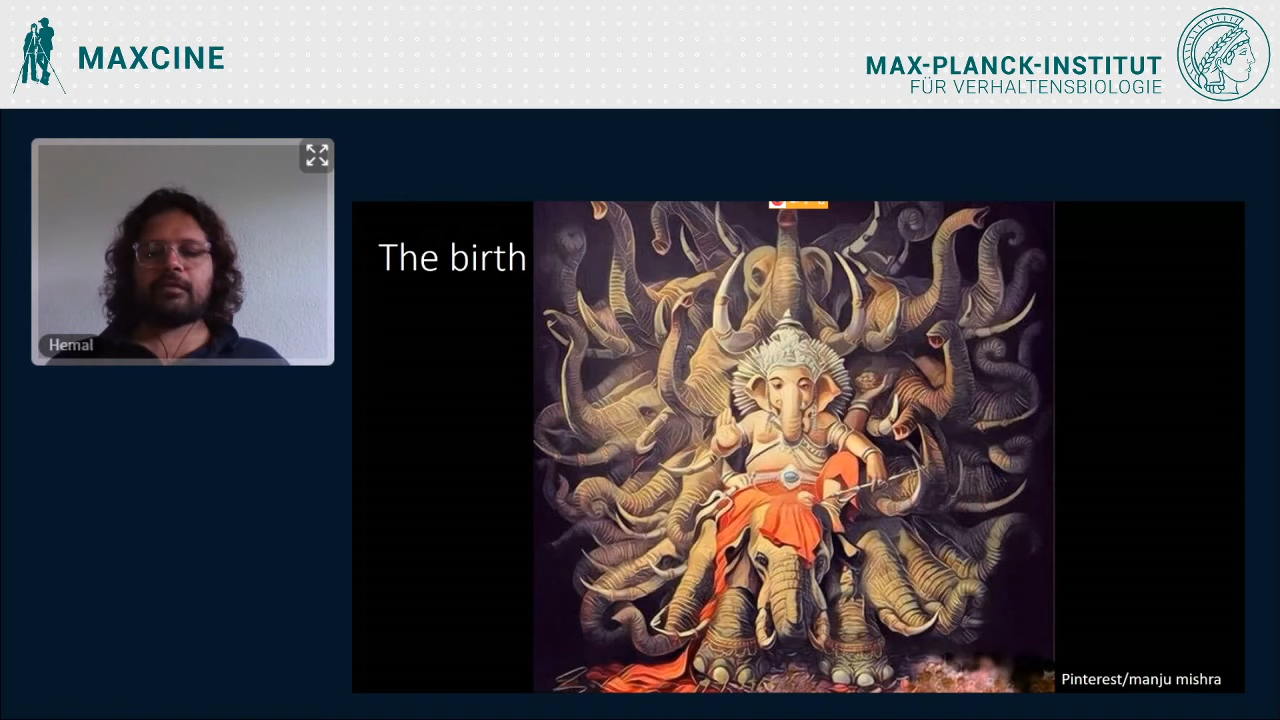 MAXCINE
MAX-PLANCK-INSTITUT
FÜR VERHALTENSBIOLOGIE
Hemal
The birth
Pinterest/manju mishra